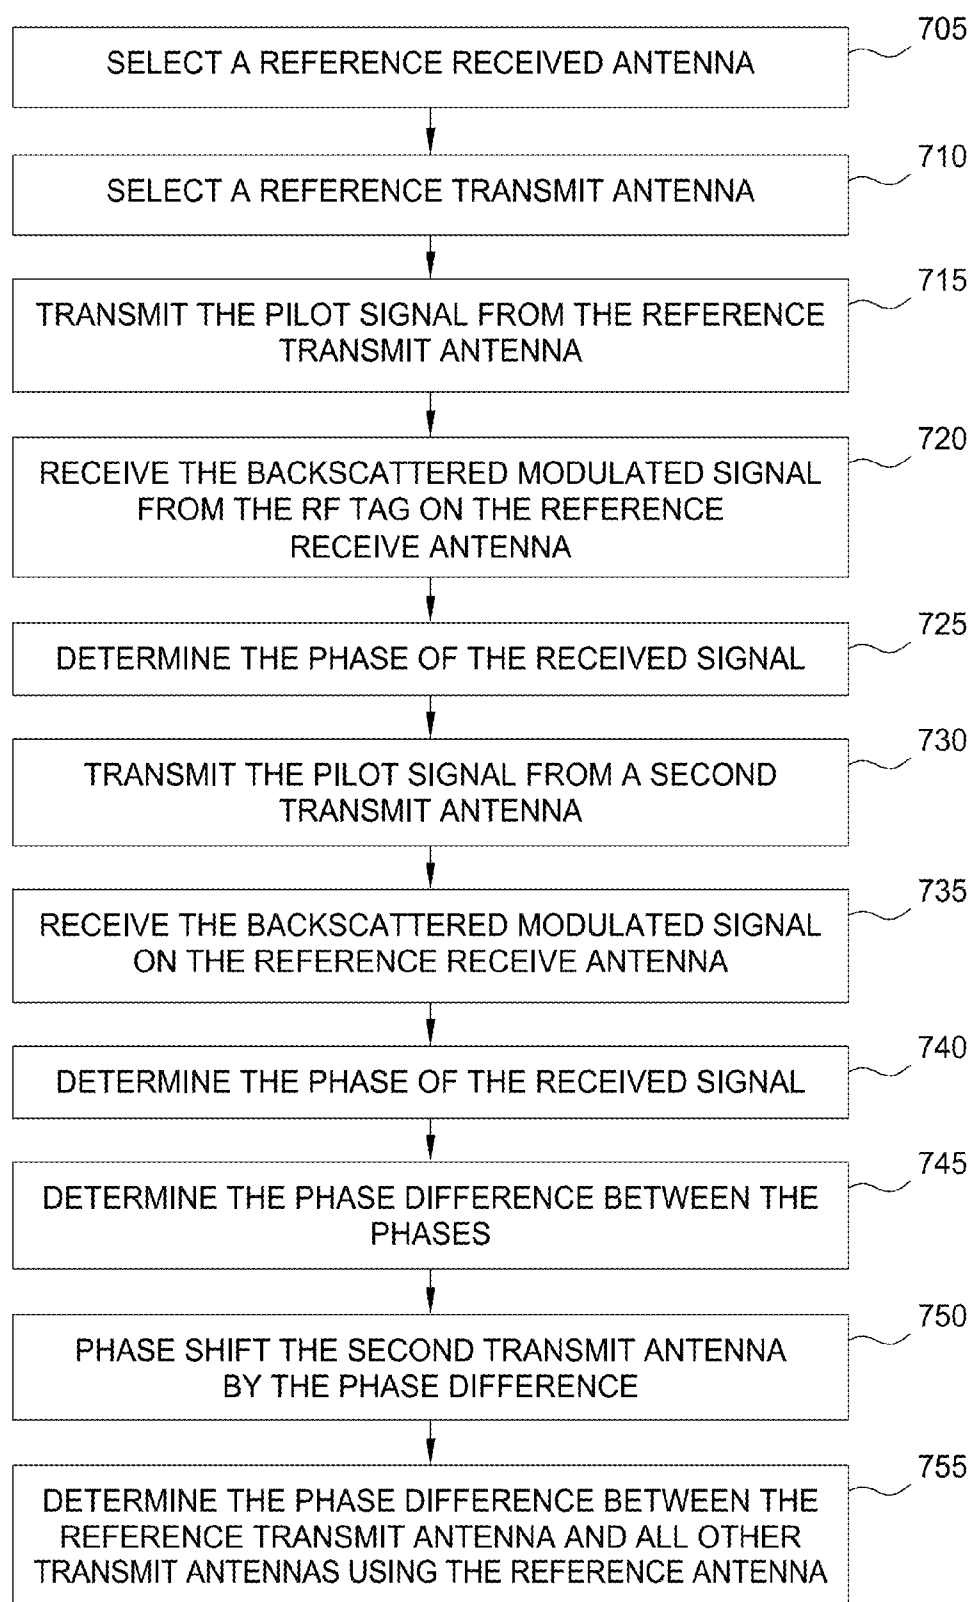 705
SELECT A REFERENCE RECEIVED ANTENNA
710
SELECT A REFERENCE TRANSMIT ANTENNA
715
TRANSMIT THE PILOT SIGNAL FROM THE REFERENCE
TRANSMIT ANTENNA
720
RECEIVE THE BACKSCATTERED MODULATED SIGNAL
FROM THE RF TAG ON THE REFERENCE
RECEIVE ANTENNA
725
DETERMINE THE PHASE OF THE RECEIVED SIGNAL
730
TRANSMIT THE PILOT SIGNAL FROM A SECOND
TRANSMIT ANTENNA
735
RECEIVE THE BACKSCATTERED MODULATED SIGNAL
ON THE REFERENCE RECEIVE ANTENNA
740
DETERMINE THE PHASE OF THE RECEIVED SIGNAL
745
DETERMINE THE PHASE DIFFERENCE BETWEEN THE
PHASES
750
PHASE SHIFT THE SECOND TRANSMIT ANTENNA
BY THE PHASE DIFFERENCE
755
DETERMINE THE PHASE DIFFERENCE BETWEEN THE
REFERENCE TRANSMIT ANTENNA AND ALL OTHER
TRANSMIT ANTENNAS USING THE REFERENCE ANTENNA